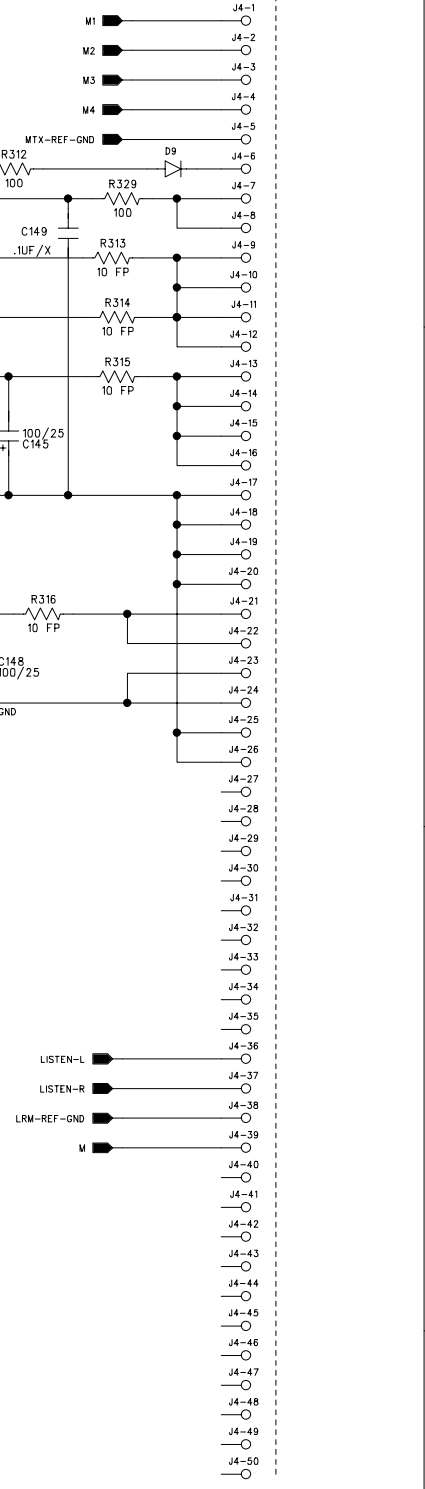 J4-1
M1
J4-2
M2
J4-3
M3
J4-4
M4
J4-5
MTX-REF-GND
R312
D9
J4-6
100
R329
J4-7
100
C149
J4-8
.1UF/X
R313
J4-9
10 FP
J4-10
R314
J4-11
10 FP
J4-12
R315
J4-13
10 FP
J4-14
100/25
J4-15
+
C145
J4-16
J4-17
J4-18
J4-19
J4-20
R316
J4-21
10 FP
J4-22
C148
J4-23
100/25
J4-24
GND
J4-25
J4-26
J4-27
J4-28
J4-29
J4-30
J4-31
J4-32
J4-33
J4-34
J4-35
J4-36
LISTEN-L
J4-37
LISTEN-R
J4-38
LRM-REF-GND
J4-39
M
J4-40
J4-41
J4-42
J4-43
J4-44
J4-45
J4-46
J4-47
J4-48
J4-49
J4-50